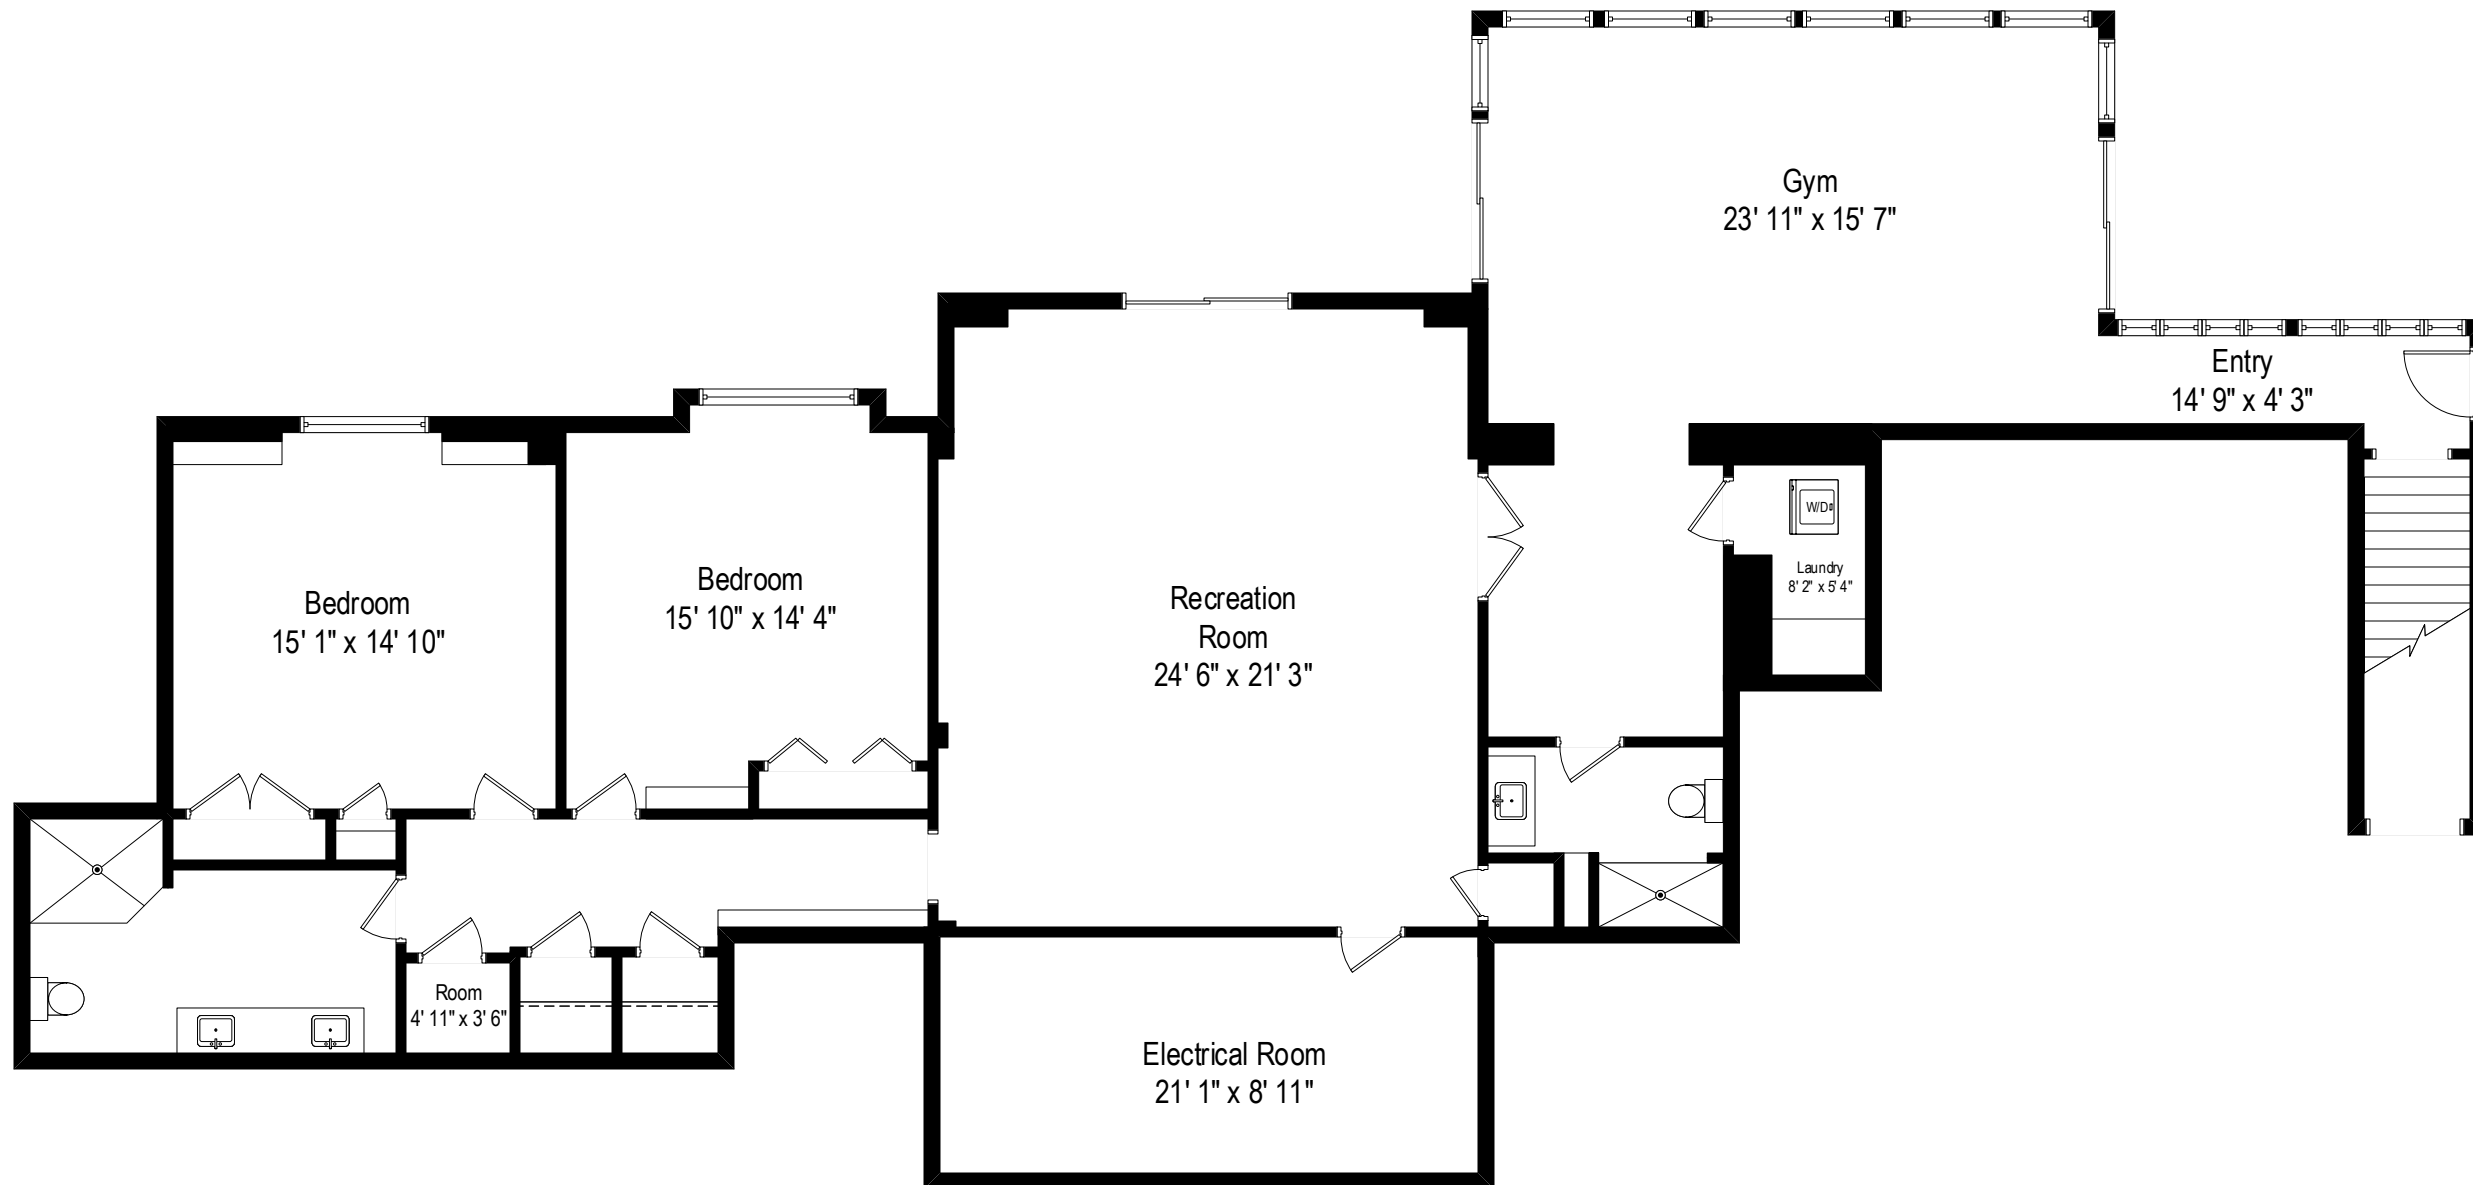 Gym
23' 11" x 15' 7"
Entry
14' 9" x 4' 3"
W/D
Laundry
8' 2" x 5' 4"
Bedroom
15' 1" x 14' 10"
Bedroom
15' 10" x 14' 4"
Recreation
Room
24' 6" x 21' 3"
Room
4' 11" x 3' 6"
Electrical Room
21' 1" x 8' 11"